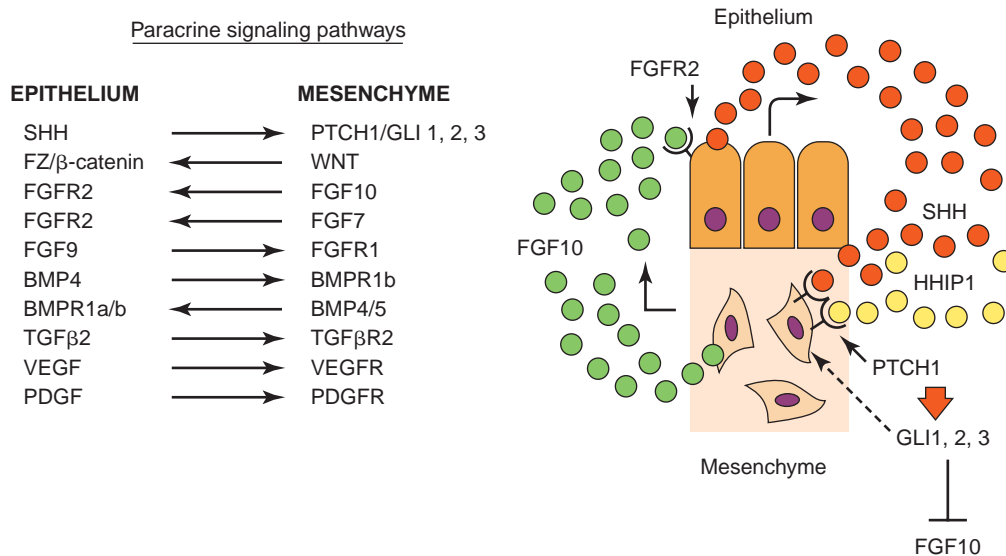 Paracrine signaling pathways
EPITHELIUM MESENCHYME
SHH PTCH1/GLI 1, 2, 3
FZ/β-catenin WNT
FGFR2 FGF10
FGFR2 FGF7
FGF9 FGFR1
BMP4 BMPR1b
BMPR1a/b BMP4/5
TGFβ2 TGFβR2
VEGF VEGFR
PDGF PDGFR
Epithelium
FGFR2
SHH
FGF10
HHIP1
PTCH1
GLI1, 2, 3
Mesenchyme
FGF10